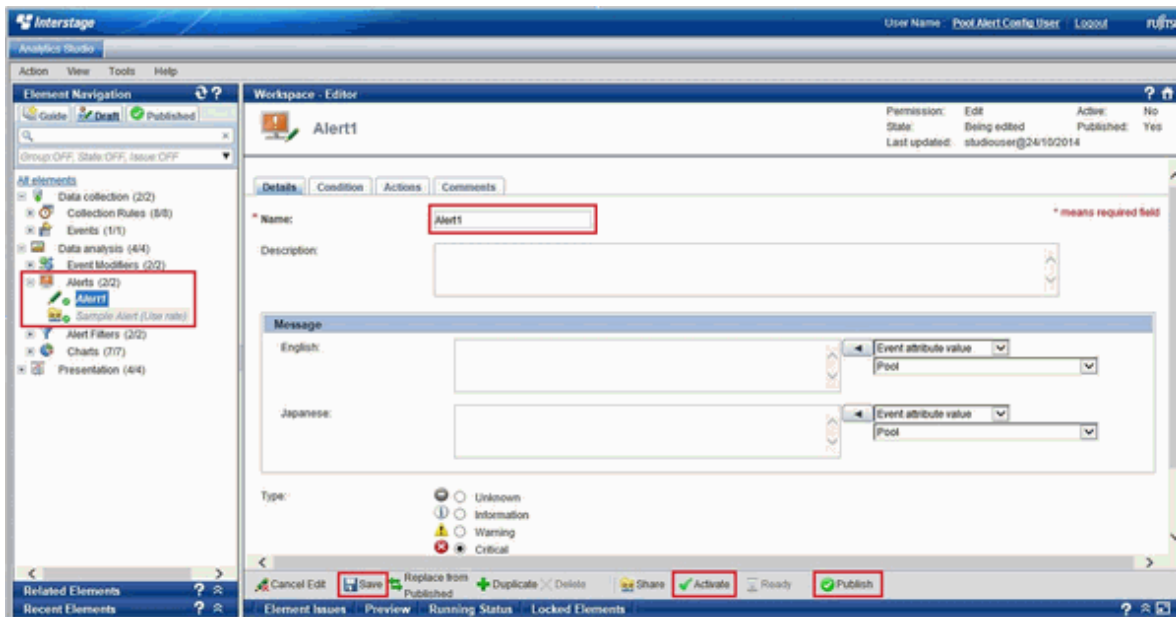 Interstage
User Name : Pool Alert Config User Logout
Analytics Studio
Action View Tools Help
Element Navigation
Guide Draft Published
Group:OFF, State:OFF, Issue:OFF
All elements
Data collection (2/2)
Collection Rules (8/8)
Events (1/1)
Data analysis (4/4)
Event Modifiers (2/2)
Alerts (2/2)
Alert1
Sample Alert (Use rate)
Alert Filters (2/2)
Charts (7/7)
Presentation (4/4)
Related Elements
Recent Elements
Workspace - Editor
Alert1
Permission: Edit Active: No
State: Being edited Published: Yes
Last updated: studiouser@24/10/2014
Details Condition Actions Comments
* Name: Alert1
* means required field
Description:
Message
English: Event attribute value
Pool
Japanese: Event attribute value
Pool
Type: Unknown
Information
Warning
Critical
Cancel Edit Save Replace from Published Duplicate Delete Share Activate Ready Publish
Element Issues Preview Running Status Locked Elements